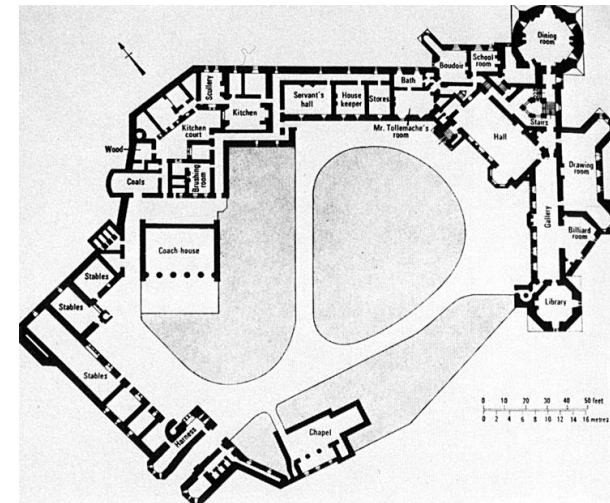 Dining
room
Boudoir
School
room
Bath
Scullery
Servant's
hall
House
keeper
Stores
Kitchen
Mr. Tollemache's
room
Hall
Stairs
Kitchen
court
Wood
Coals
Brushing
room
Drawing
room
Gallery
Billiard
room
Coach house
Stables
Stables
Library
Stables
0 10 20 30 40 50 feet
0 2 4 6 8 10 12 14 16 metres
Harness
Chapel